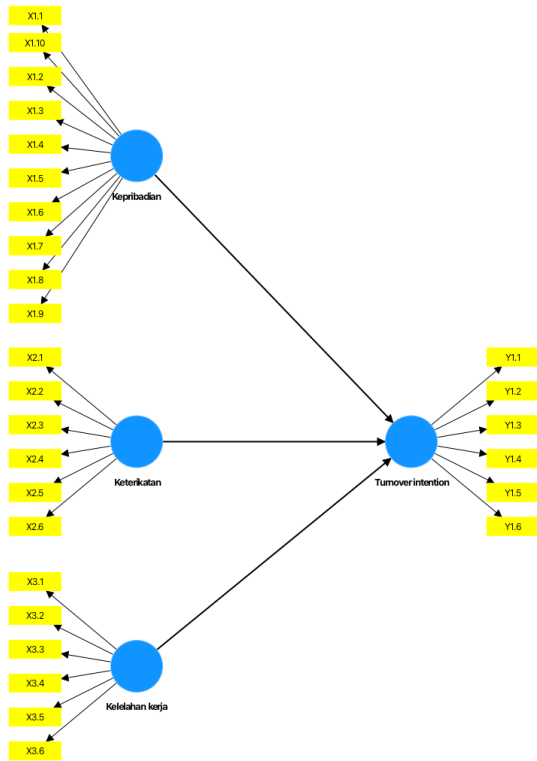 X1.1
X1.10
X1.2
X1.3
X1.4
X1.5
X1.6
X1.7
X1.8
X1.9
Kepribadian
X2.1
X2.2
X2.3
X2.4
X2.5
X2.6
Keterikatan
X3.1
X3.2
X3.3
X3.4
X3.5
X3.6
Kelelahan kerja
Turnover intention
Y1.1
Y1.2
Y1.3
Y1.4
Y1.5
Y1.6